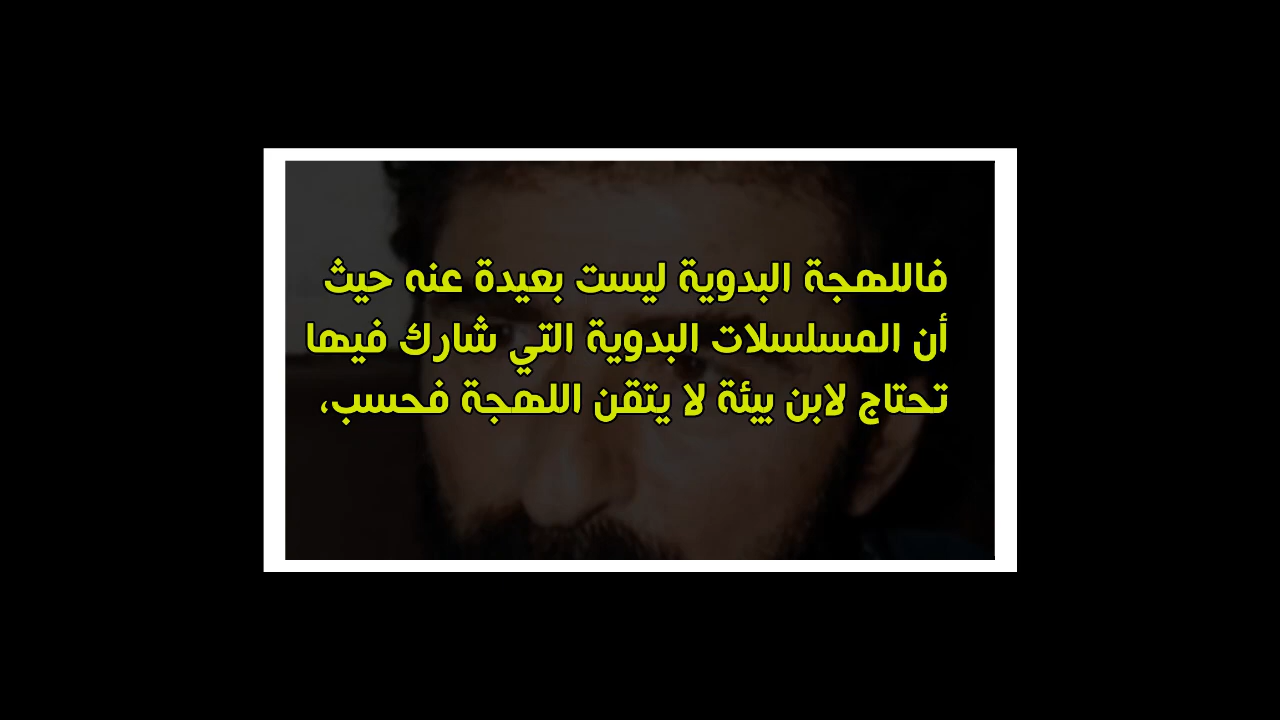 فاللهجة البدوية ليست بعيدة عنه حيث
أن المسلسلات البدوية التي شارك فيها
تحتاج لابن بيئة لا يتقن اللهجة فحسب،